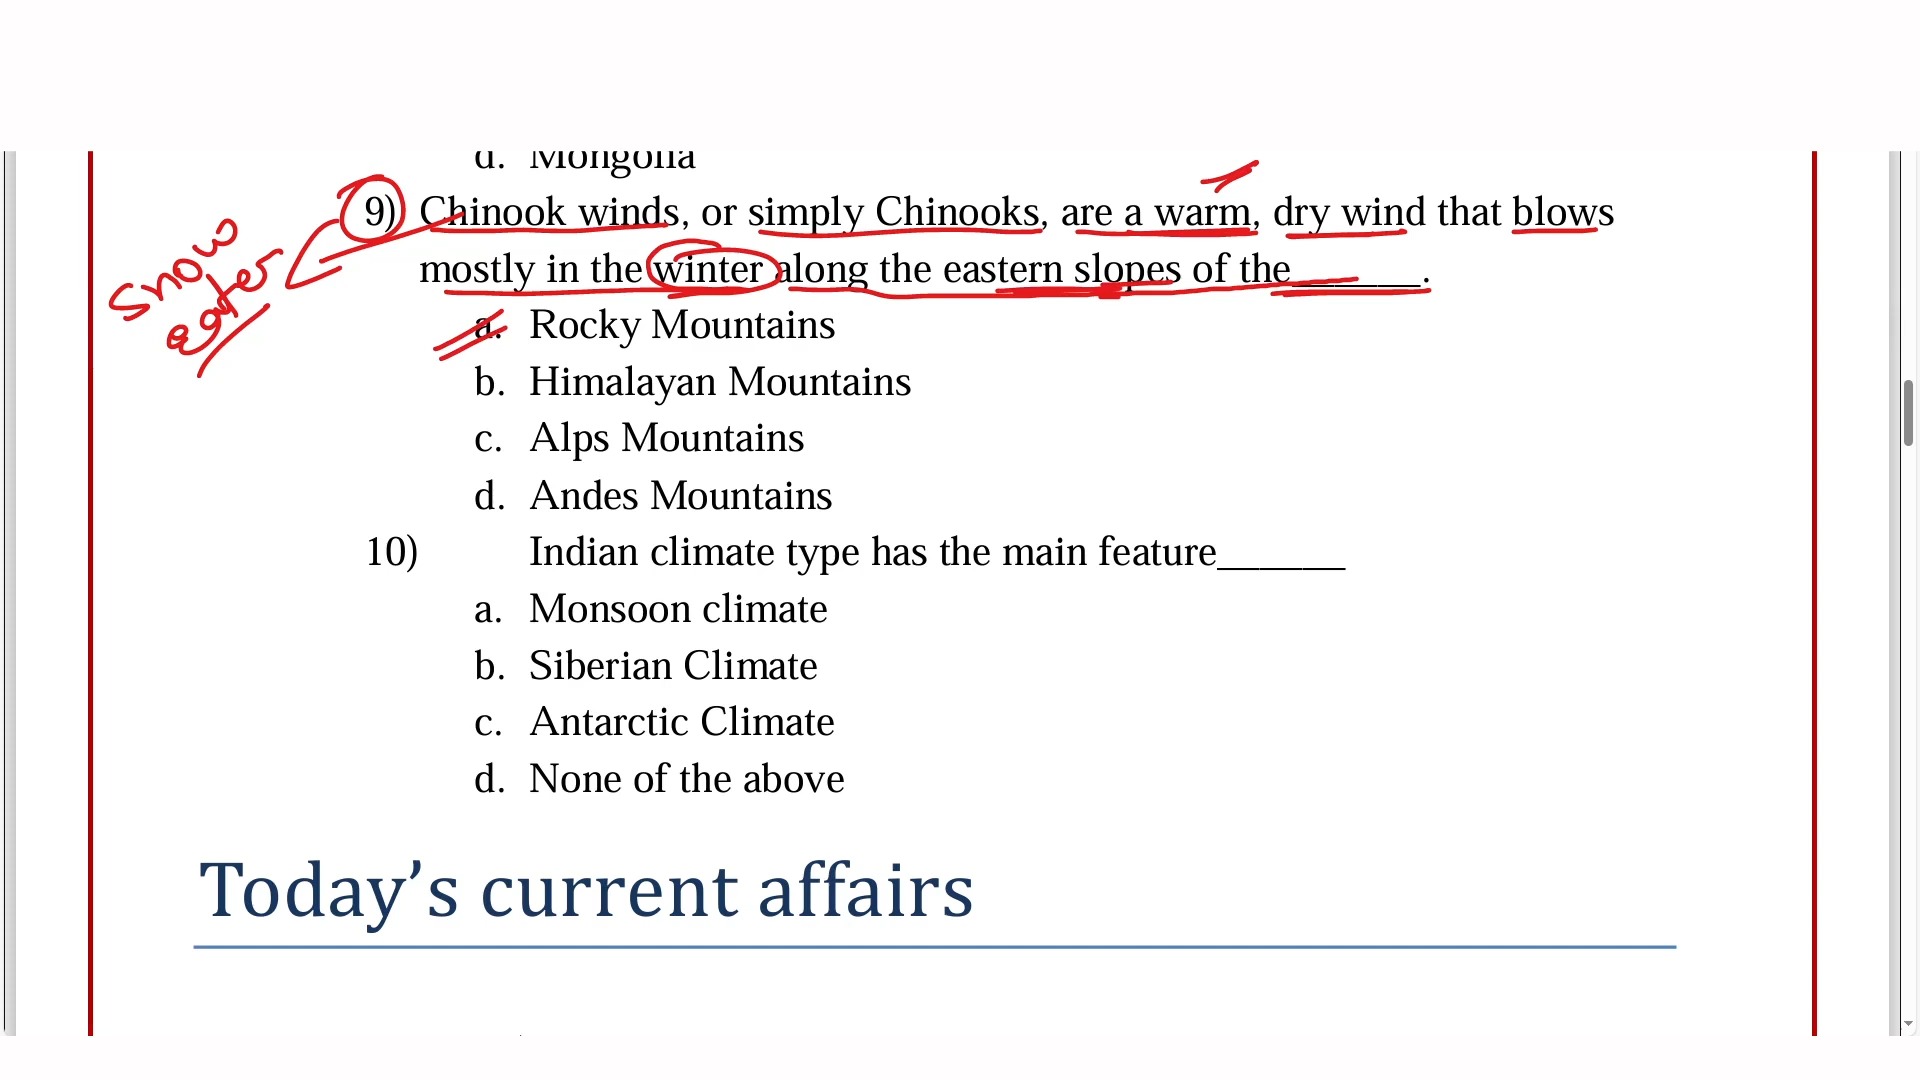 d. Mongolia
9) Chinook winds, or simply Chinooks, are a warm, dry wind that blows
mostly in the winter along the eastern slopes of the______.
snow
eater
a. Rocky Mountains
b. Himalayan Mountains
c. Alps Mountains
d. Andes Mountains
10) Indian climate type has the main feature______
a. Monsoon climate
b. Siberian Climate
c. Antarctic Climate
d. None of the above
Today’s current affairs